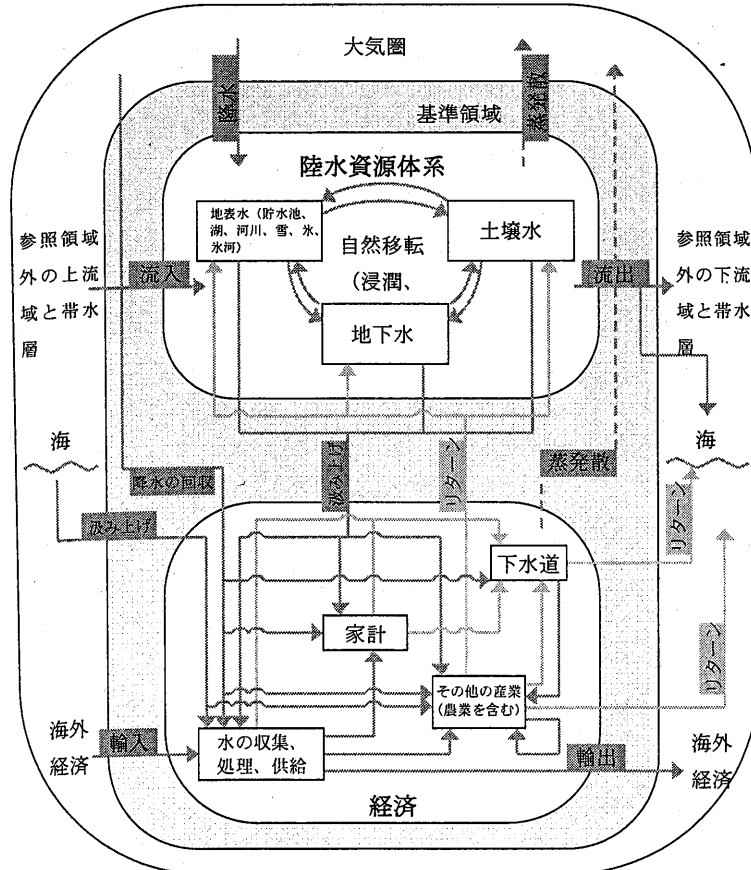 大気圏
降水
蒸発散
基準領域
陸水資源体系
地表水（貯水池、
湖、河川、雪、氷、
氷河）
土壌水
自然移転
（浸潤、
地下水
参照領域
外の上流
域と帯水
層
流入
流出
参照領域
外の下流
域と帯水
層
海
海
降水の回収
汲み上げ
汲み上げ
リターン
蒸発散
リターン
下水道
家計
リターン
その他の産業
（農業を含む）
海外
経済
輸入
水の収集、
処理、供給
輸出
海外
経済
経済